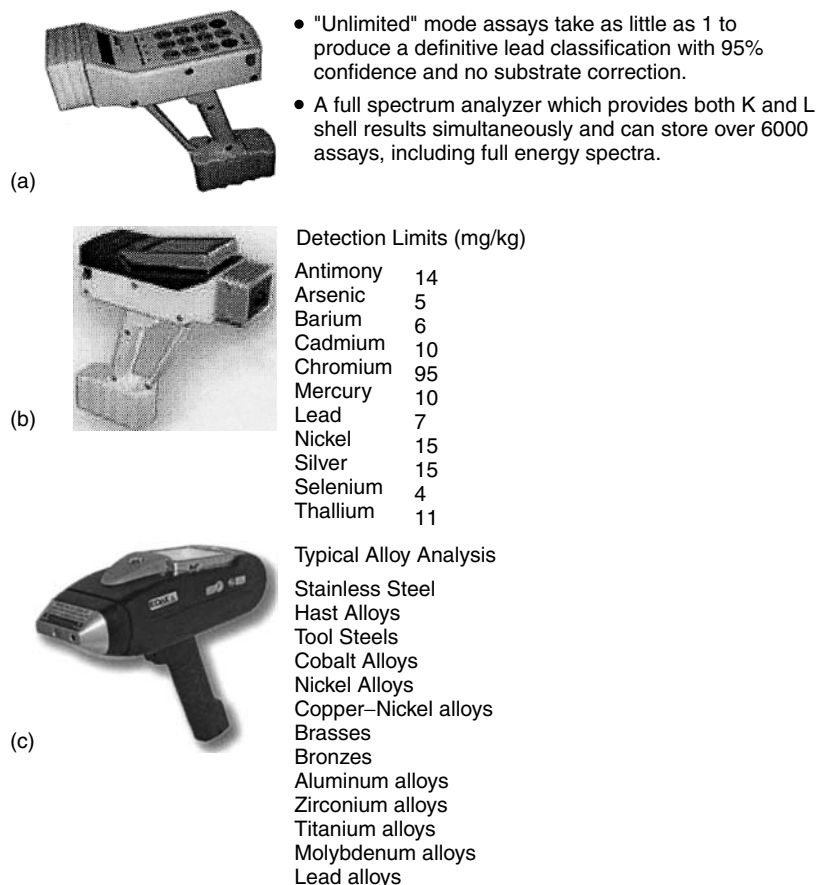 • "Unlimited" mode assays take as little as 1 to
produce a definitive lead classification with 95%
confidence and no substrate correction.
• A full spectrum analyzer which provides both K and L
shell results simultaneously and can store over 6000
assays, including full energy spectra.
(a)
Detection Limits (mg/kg)
Antimony 14
Arsenic 5
Barium 6
Cadmium 10
Chromium 95
Mercury 10
Lead 7
Nickel 15
Silver 15
Selenium 4
Thallium 11
(b)
Typical Alloy Analysis
Stainless Steel
Hast Alloys
Tool Steels
Cobalt Alloys
Nickel Alloys
Copper–Nickel alloys
Brasses
Bronzes
Aluminum alloys
Zirconium alloys
Titanium alloys
Molybdenum alloys
Lead alloys
(c)